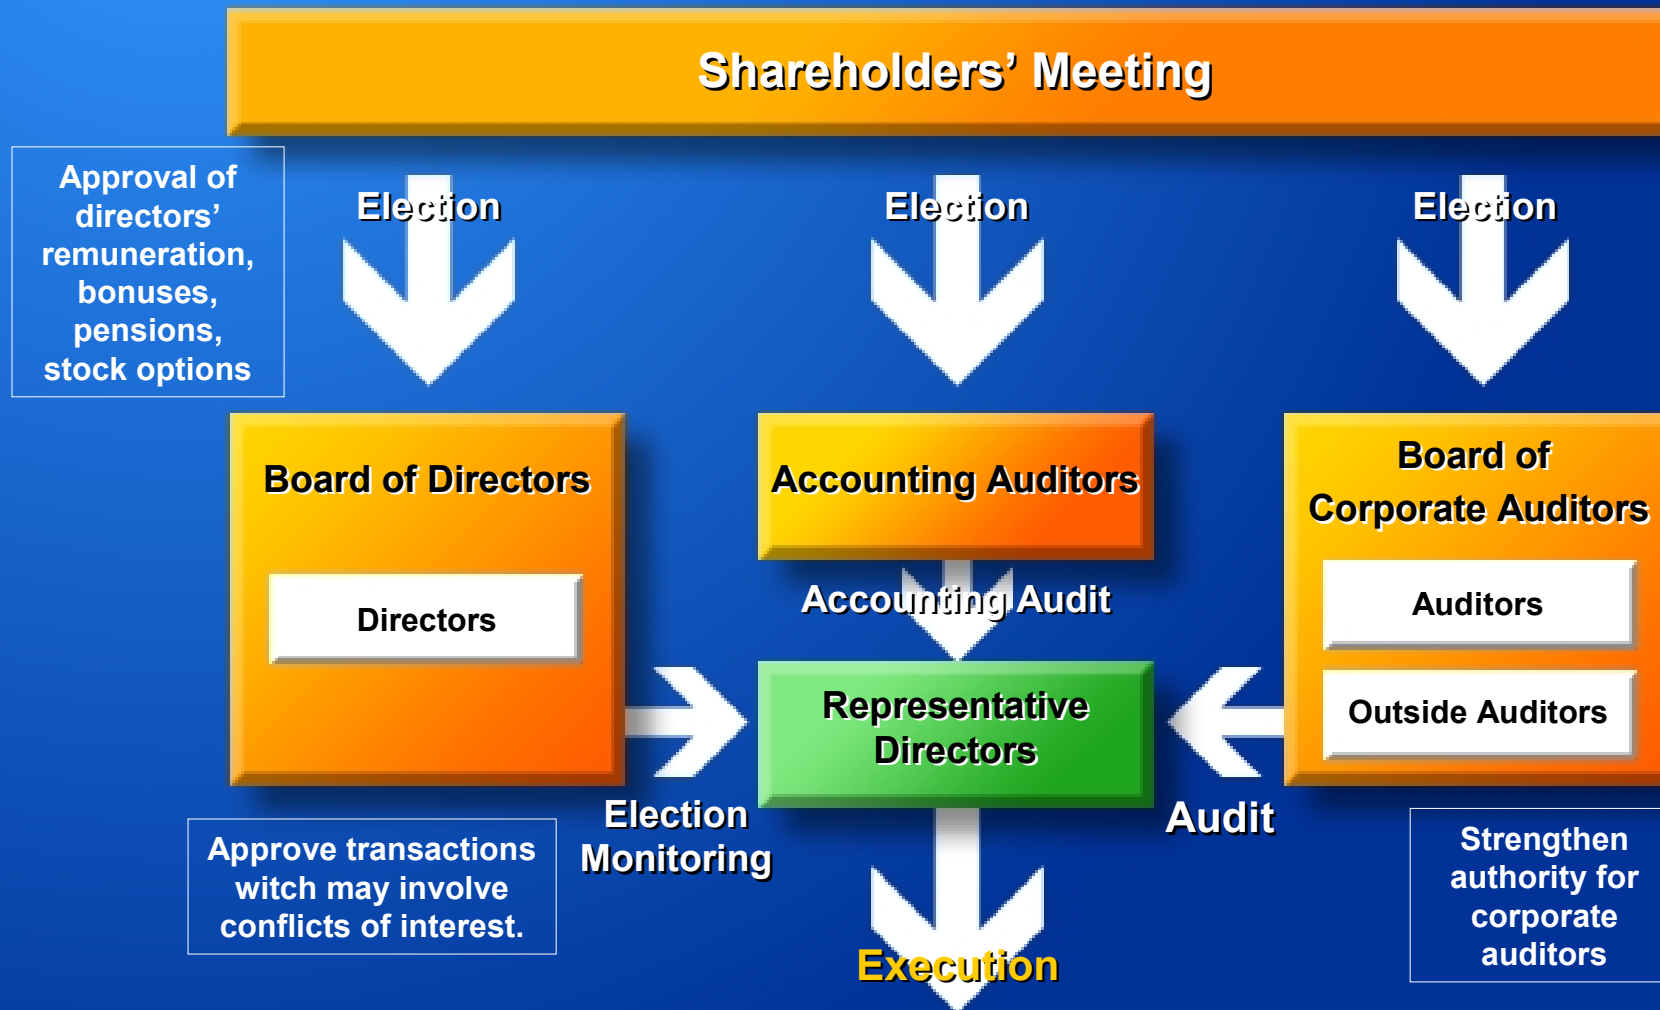 Shareholders’ Meeting
Approval of
directors’
remuneration,
bonuses,
pensions,
stock options
Election
Election
Election
Board of Directors
Directors
Accounting Auditors
Accounting Audit
Board of
Corporate Auditors
Auditors
Outside Auditors
Representative
Directors
Election
Monitoring
Audit
Approve transactions
witch may involve
conflicts of interest.
Execution
Strengthen
authority for
corporate
auditors